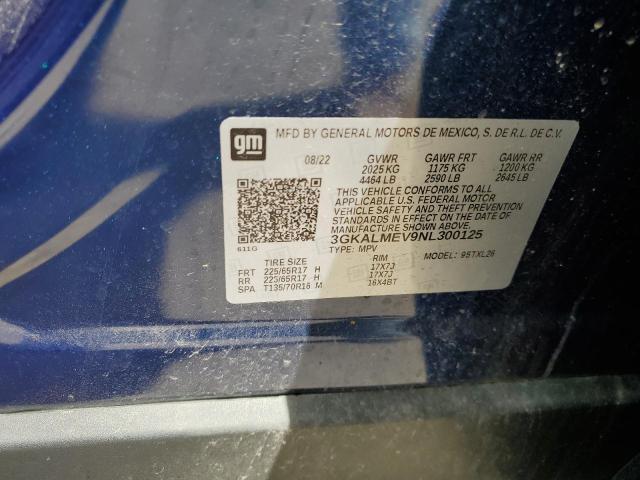 gm MFD BY GENERAL MOTORS DE MEXICO, S. DE R.L. DE C.V.
08/22 GVWR GAWR FRT GAWR RR
2025 KG 1175 KG 1200 KG
4464 LB 2590 LB 2645 LB
THIS VEHICLE CONFORMS TO ALL
APPLICABLE U.S. FEDERAL MOTOR
VEHICLE SAFETY AND THEFT PREVENTION
STANDARDS IN EFFECT ON THE DATE OF
MANUFACTURE SHOWN ABOVE.
3GKALMEV9NL300125
611G TYPE: MPV MODEL: 95TXL26
TIRE SIZE RIM
FRT 225/65R17 H 17X7J
RR 225/65R17 H 17X7J
SPA T135/70R16 M 16X4BT